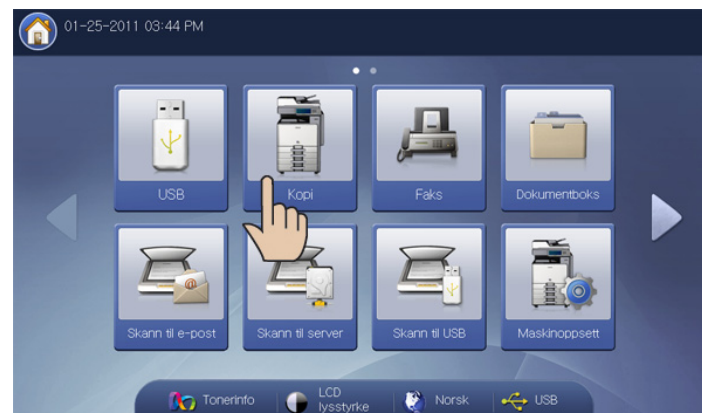 01-25-2011 03:44 PM
USB
Kopi
Faks
Dokumentboks
Skann til e-post
Skann til server
Skann til USB
Maskinoppsett
Tonerinfo
LCD
lysstyrke
Norsk
USB